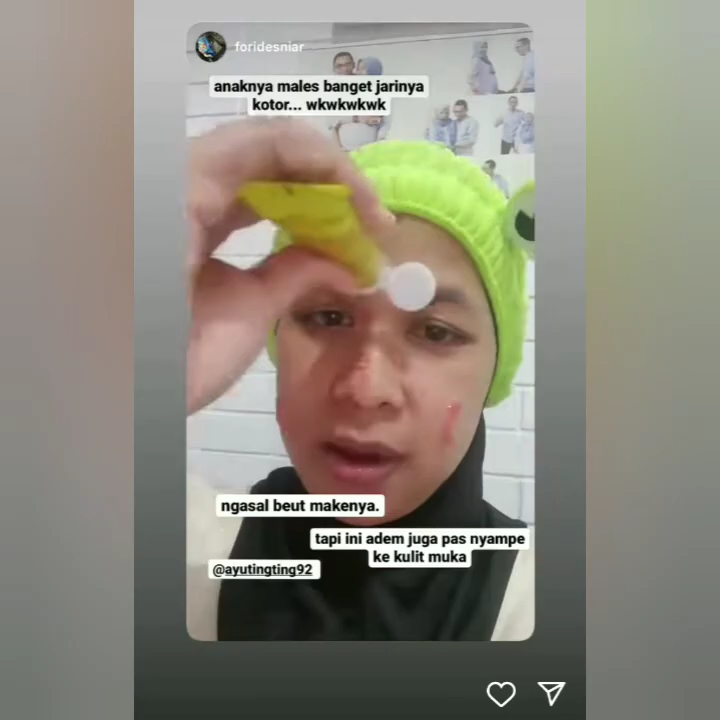 foridesniar
anaknya males banget jarinya
kotor... wkwkwkwk
ngasal beut makenya.
tapi ini adem juga pas nyampe
ke kulit muka
@ayutingting92